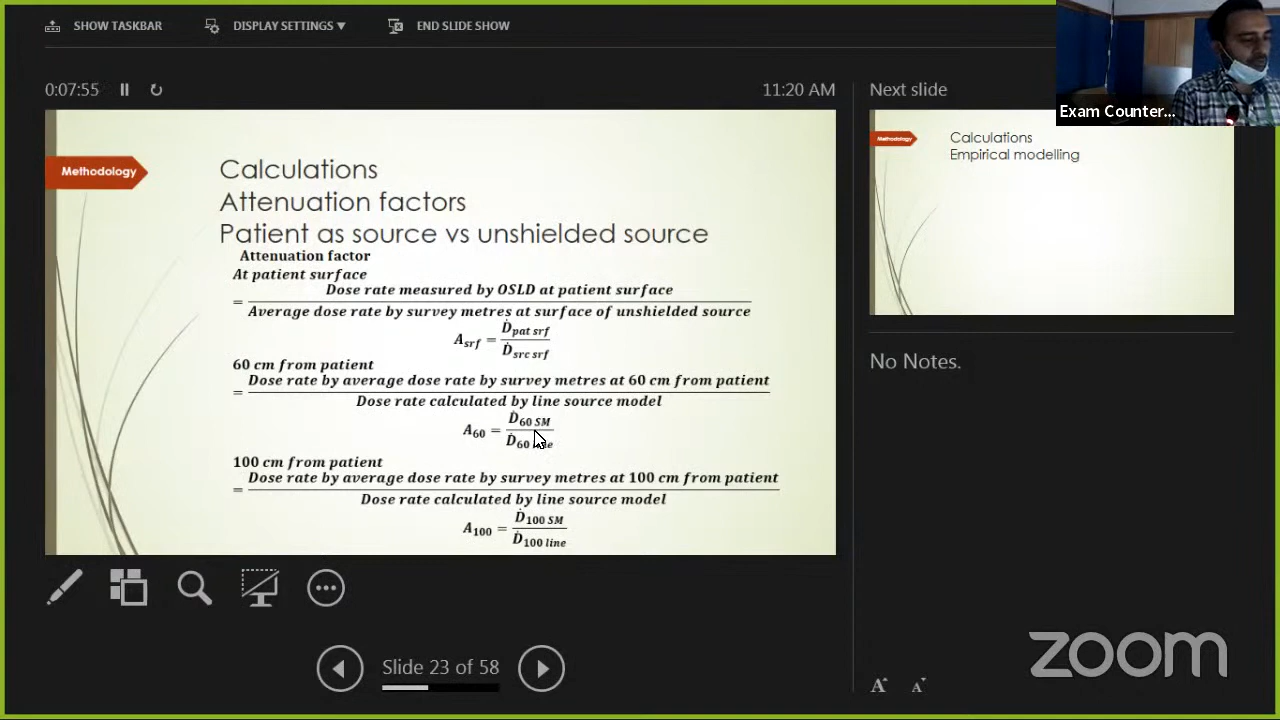 SHOW TASKBAR
DISPLAY SETTINGS ▼
END SLIDE SHOW
Exam Counter...
0:07:55
11:20 AM
Next slide
Methodology
Calculations
Attenuation factors
Patient as source vs unshielded source
Attenuation factor
At patient surface
= Dose rate measured by OSLD at patient surface
Average dose rate by survey metres at surface of unshielded source
A_srf = Ḋ_pat srf / Ḋ_src srf
60 cm from patient
= Dose rate by average dose rate by survey metres at 60 cm from patient
Dose rate calculated by line source model
A_60 = Ḋ_60 SM / Ḋ_60
100 cm from patient
= Dose rate by average dose rate by survey metres at 100 cm from patient
Dose rate calculated by line source model
A_100 = Ḋ_100 SM / Ḋ_100 line
Methodology
Calculations
Empirical modelling
No Notes.
Slide 23 of 58
A A
zoom